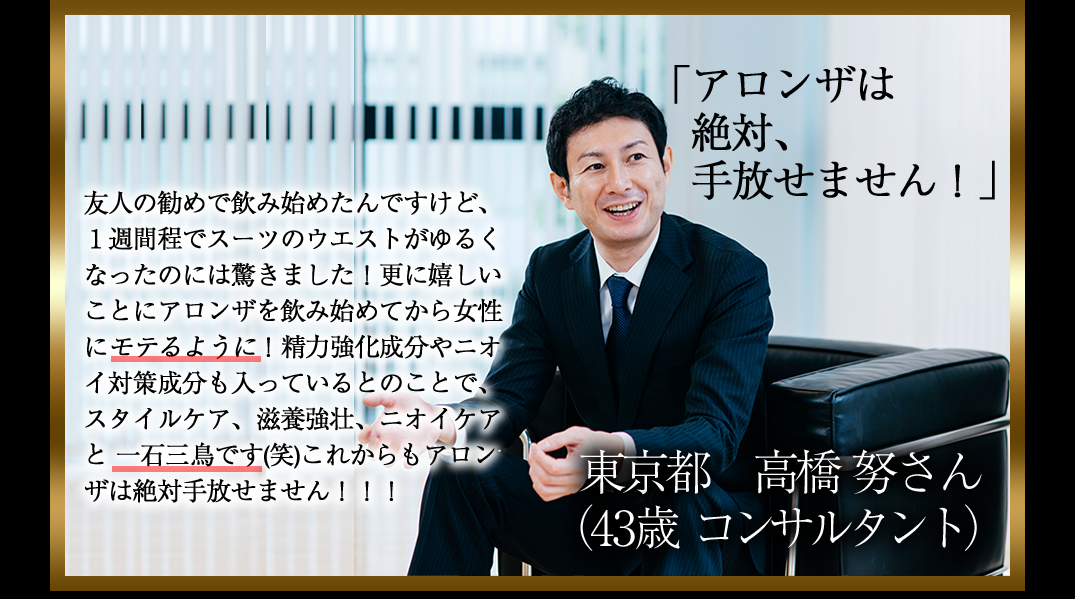 「アロンザは
絶対、
手放せません！」
友人の勧めで飲み始めたんですけど、
１週間程でスーツのウエストがゆるく
なったのには驚きました！更に嬉しい
ことにアロンザを飲み始めてから女性
にモテるように！精力強化成分やニオ
イ対策成分も入っているとのことで、
スタイルケア、滋養強壮、ニオイケア
と 一石三鳥です(笑)これからもアロン
ザは絶対手放せません！！！
東京都　高橋 努さん
（43歳 コンサルタント）